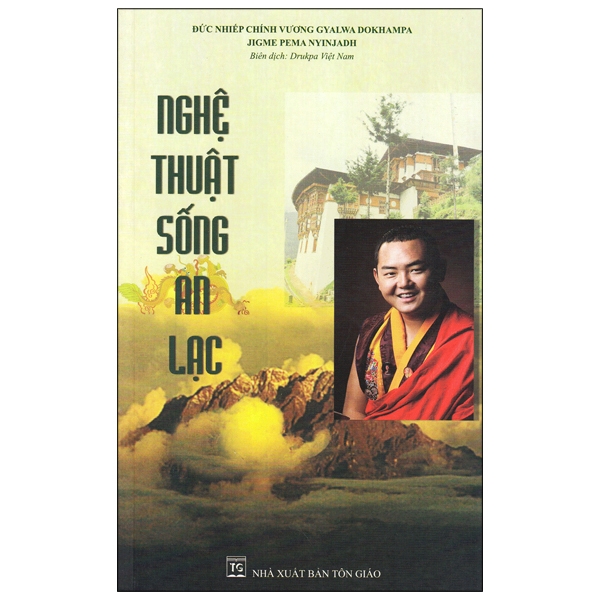 ĐỨC NHIẾP CHÍNH VƯƠNG GYALWA DOKHAMPA
JIGME PEMA NYINJADH
Biên dịch: Drukpa Việt Nam
NGHỆ
THUẬT
SỐNG
AN
LẠC
TG
NHÀ XUẤT BẢN TÔN GIÁO